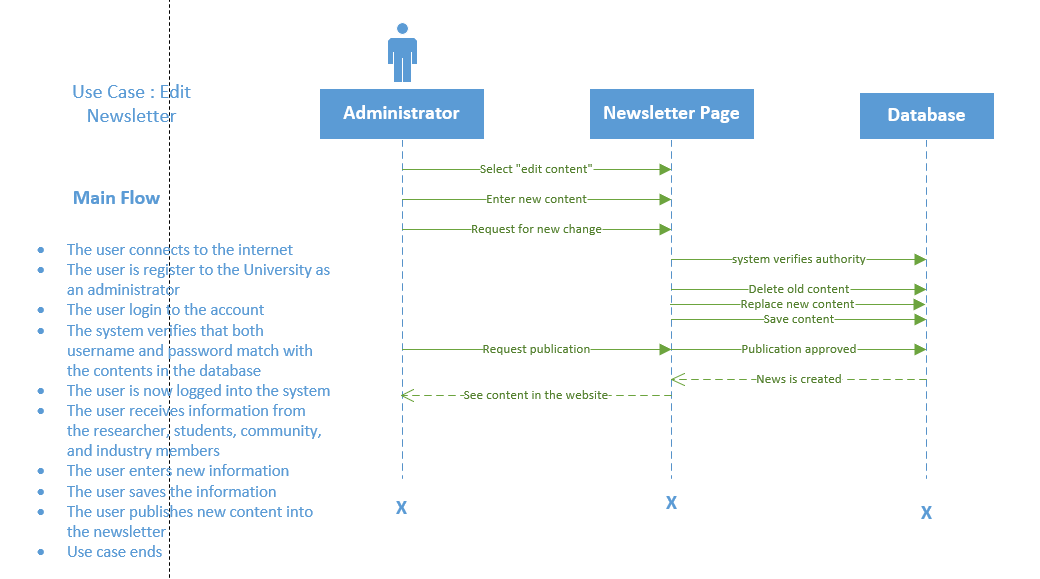 Use Case : Edit
Newsletter
Main Flow
The user connects to the internet
The user is register to the University as
an administrator
The user login to the account
The system verifies that both
username and password match with
the contents in the database
The user is now logged into the system
The user receives information from
the researcher, students, community,
and industry members
The user enters new information
The user saves the information
The user publishes new content into
the newsletter
Use case ends
Administrator
Newsletter Page
Database
Select "edit content"
Enter new content
Request for new change
system verifies authority
Delete old content
Replace new content
Save content
Request publication
Publication approved
News is created
See content in the website
X
X
X